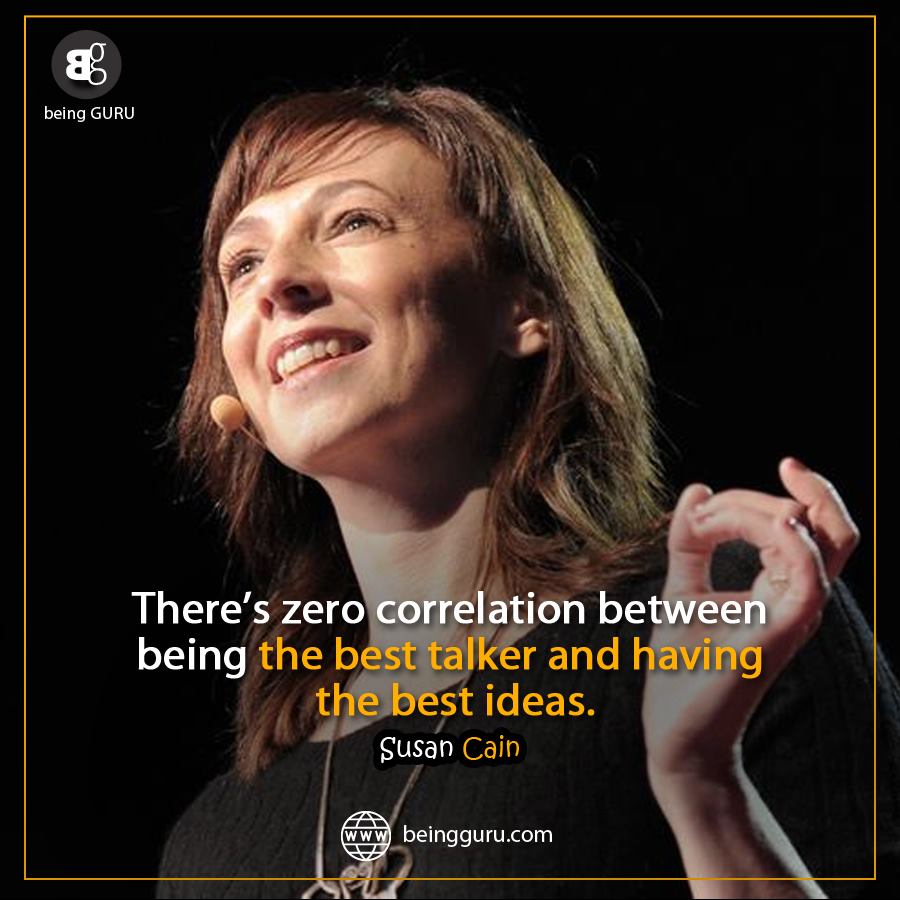 Bg
being GURU
There’s zero correlation between
being the best talker and having
the best ideas.
Susan Cain
www
beingguru.com